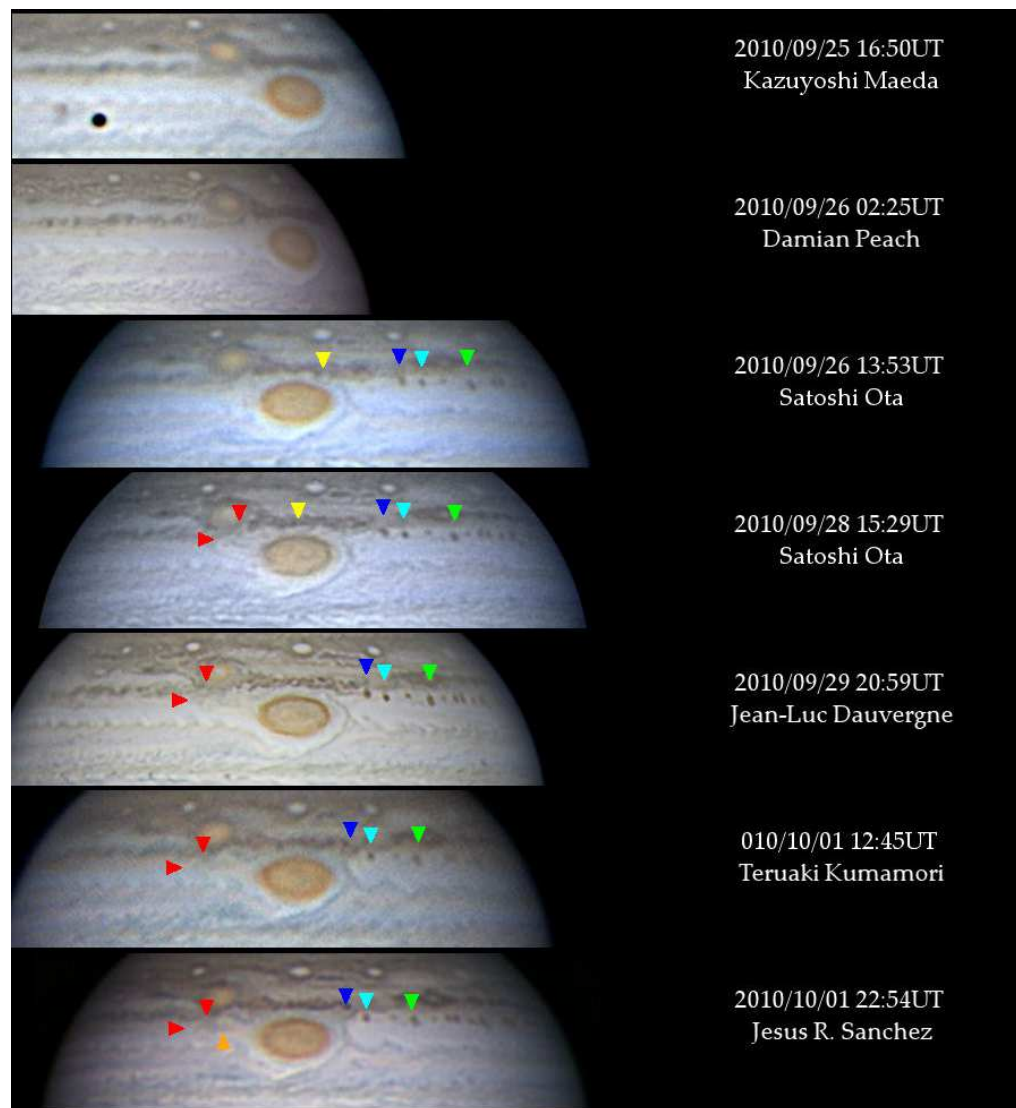 2010/09/25 16:50UT
Kazuyoshi Maeda
2010/09/26 02:25UT
Damian Peach
2010/09/26 13:53UT
Satoshi Ota
2010/09/28 15:29UT
Satoshi Ota
2010/09/29 20:59UT
Jean-Luc Dauvergne
010/10/01 12:45UT
Teruaki Kumamori
2010/10/01 22:54UT
Jesus R. Sanchez